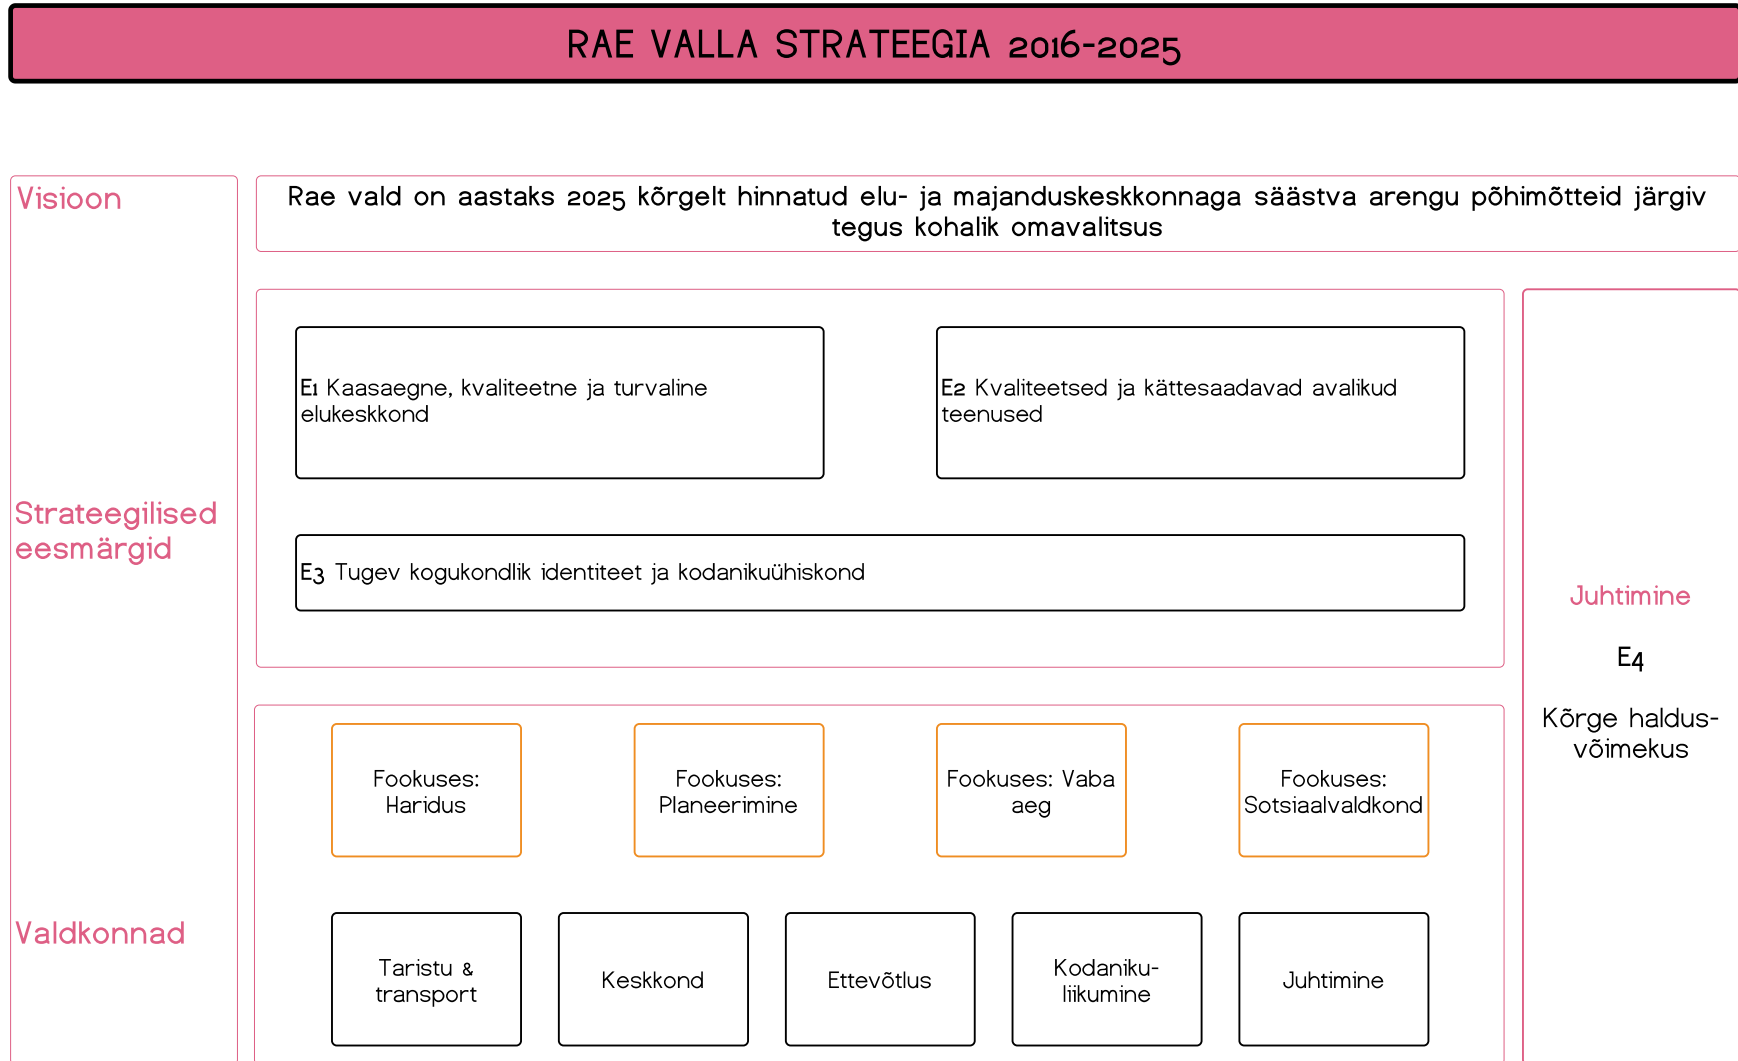 RAE VALLA STRATEEGIA 2016-2025
Visioon
Rae vald on aastaks 2025 kõrgelt hinnatud elu- ja majanduskeskkonnaga säästva arengu põhimõtteid järgiv
tegus kohalik omavalitsus
Strateegilised
eesmärgid
E1 Kaasaegne, kvaliteetne ja turvaline
elukeskkond
E2 Kvaliteetsed ja kättesaadavad avalikud
teenused
E3 Tugev kogukondlik identiteet ja kodanikuühiskond
Juhtimine
E4
Kõrge haldus-
võimekus
Valdkonnad
Fookuses:
Haridus
Fookuses:
Planeerimine
Fookuses: Vaba
aeg
Fookuses:
Sotsiaalvaldkond
Taristu &
transport
Keskkond
Ettevõtlus
Kodaniku-
liikumine
Juhtimine